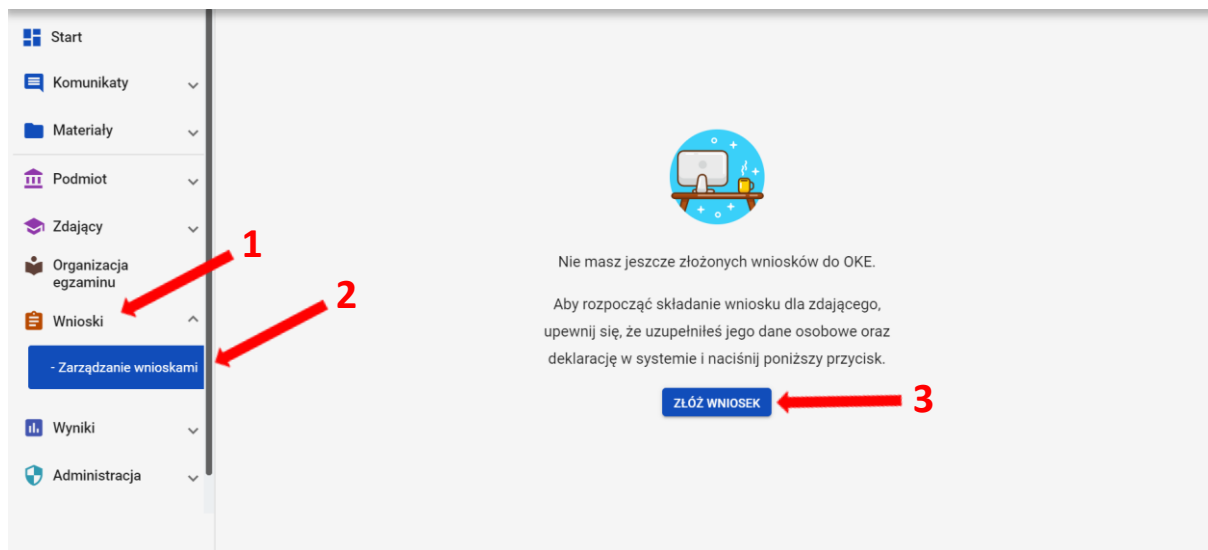 Start
Komunikaty
Materiały
Podmiot
Zdający
1
Organizacja
egzaminu
2
Wnioski
- Zarządzanie wnioskami
Wyniki
Administracja
Nie masz jeszcze złożonych wniosków do OKE.
Aby rozpocząć składanie wniosku dla zdającego,
upewnij się, że uzupełniłeś jego dane osobowe oraz
deklarację w systemie i naciśnij poniższy przycisk.
ZŁÓŻ WNIOSEK
3